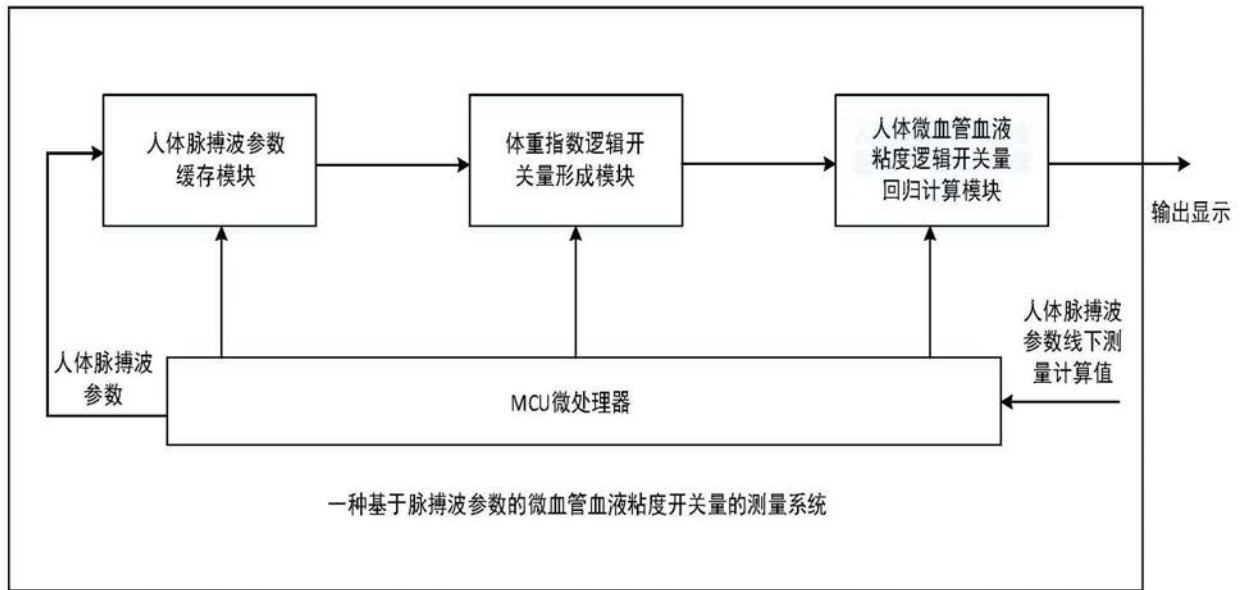 人体脉搏波参数
缓存模块
体重指数逻辑开
关量形成模块
人体微血管血液
粘度逻辑开关量
回归计算模块
输出显示
人体脉搏波
参数线下测
量计算值
人体脉搏波
参数
MCU微处理器
一种基于脉搏波参数的微血管血液粘度开关量的测量系统